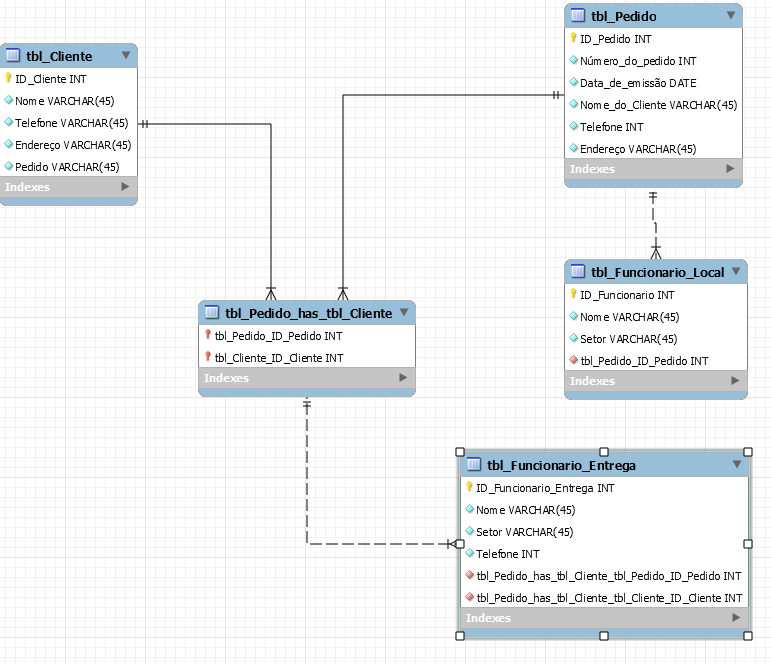 tbl_Cliente
ID_Cliente INT
Nome VARCHAR(45)
Telefone VARCHAR(45)
Endereço VARCHAR(45)
Pedido VARCHAR(45)
Indexes
tbl_Pedido
ID_Pedido INT
Número_do_pedido INT
Data_de_emissão DATE
Nome_do_Cliente VARCHAR(45)
Telefone INT
Endereço VARCHAR(45)
Indexes
tbl_Funcionario_Local
ID_Funcionario INT
Nome VARCHAR(45)
Setor VARCHAR(45)
tbl_Pedido_ID_Pedido INT
Indexes
tbl_Pedido_has_tbl_Cliente
tbl_Pedido_ID_Pedido INT
tbl_Cliente_ID_Cliente INT
Indexes
tbl_Funcionario_Entrega
ID_Funcionario_Entrega INT
Nome VARCHAR(45)
Setor VARCHAR(45)
Telefone INT
tbl_Pedido_has_tbl_Cliente_tbl_Pedido_ID_Pedido INT
tbl_Pedido_has_tbl_Cliente_tbl_Cliente_ID_Cliente INT
Indexes